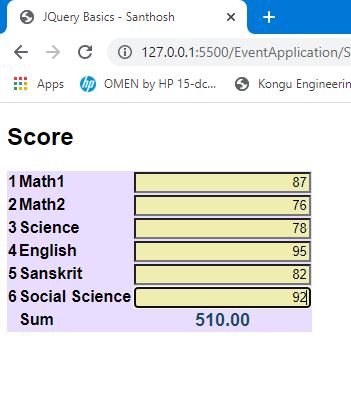 JQuery Basics - Santhosh
127.0.0.1:5500/EventApplication/S
Apps OMEN by HP 15-dc... Kongu Engineerin
Score
1 Math1 87
2 Math2 76
3 Science 78
4 English 95
5 Sanskrit 82
6 Social Science 92
Sum 510.00